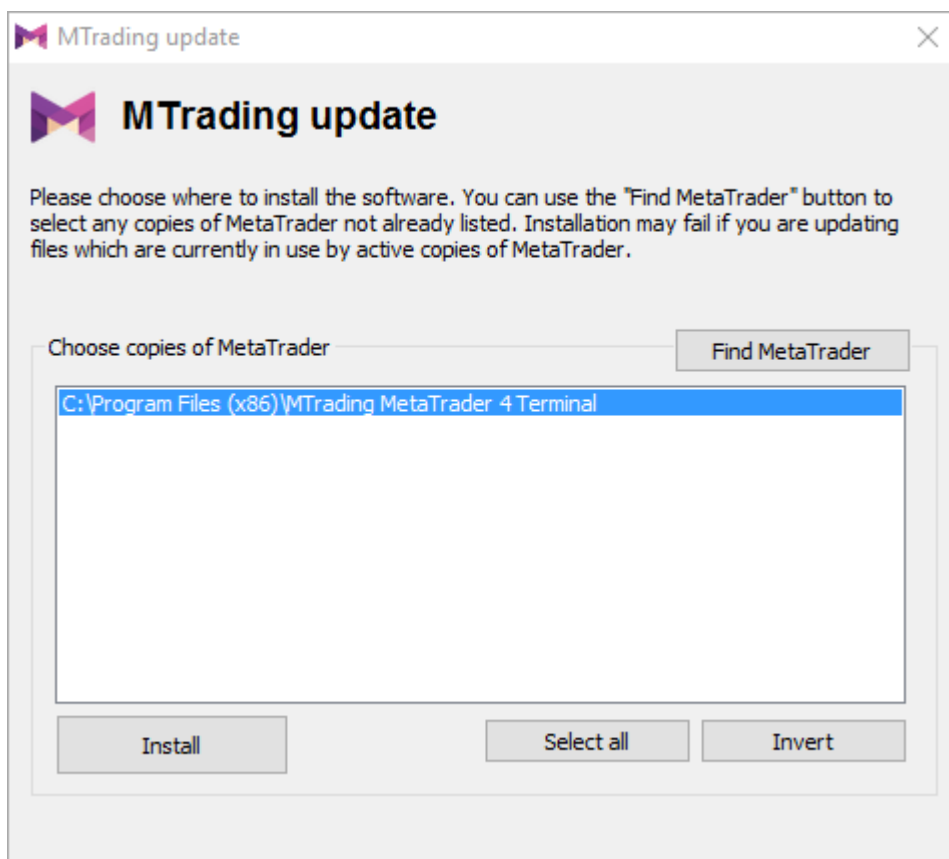 MTrading update
MTrading update
Please choose where to install the software. You can use the "Find MetaTrader" button to
select any copies of MetaTrader not already listed. Installation may fail if you are updating
files which are currently in use by active copies of MetaTrader.
Choose copies of MetaTrader
Find MetaTrader
C:\Program Files (x86)\MTrading MetaTrader 4 Terminal
Install
Select all
Invert